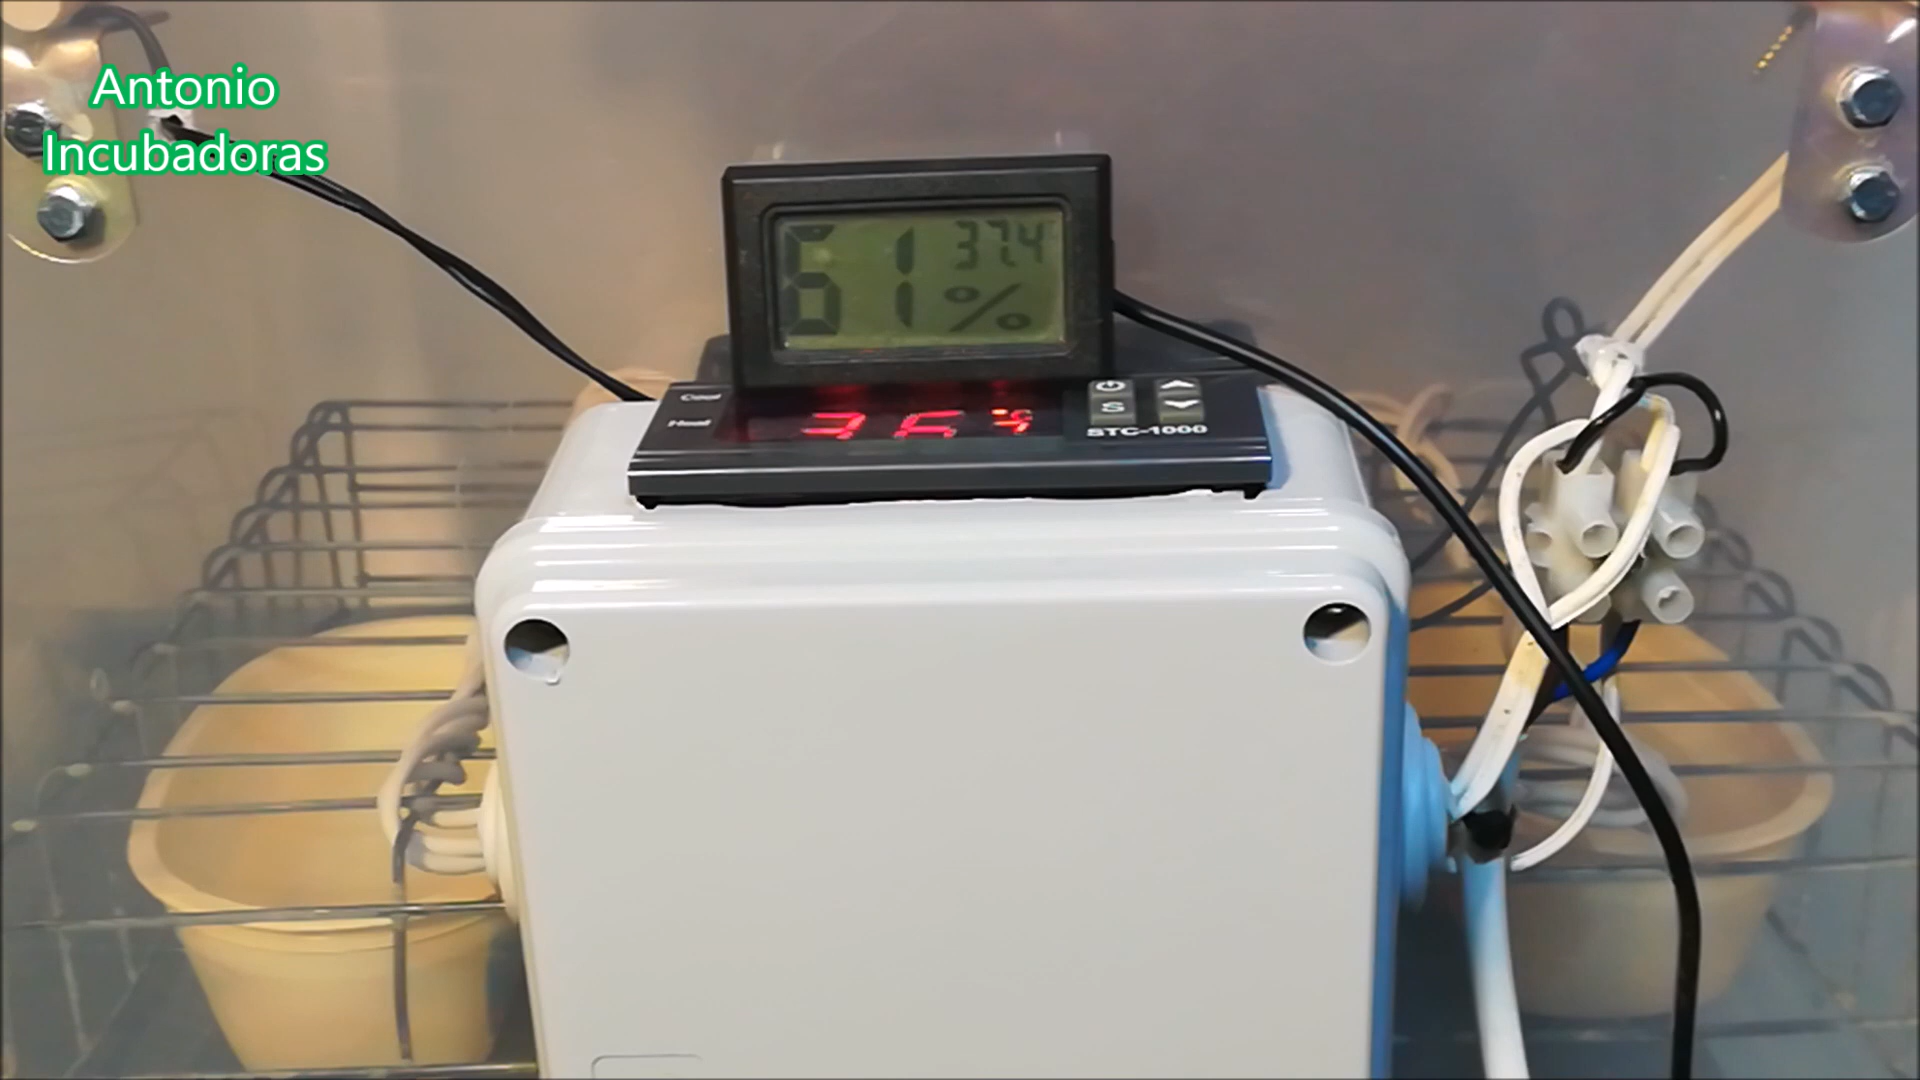 Antonio
Incubadoras
61 37.4
%
Cool
Heat
S
STC-1000